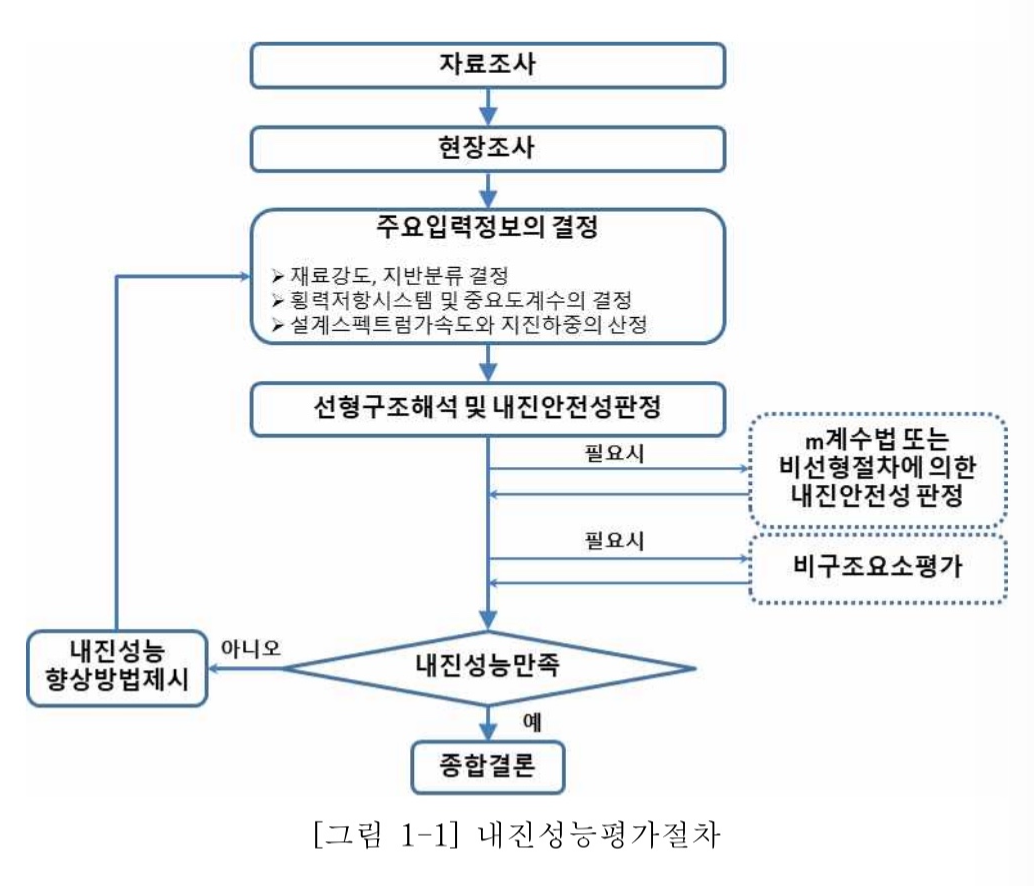 자료조사
현장조사
주요입력정보의 결정
➢ 재료강도, 지반분류 결정
➢ 횡력저항시스템 및 중요도계수의 결정
➢ 설계스펙트럼가속도와 지진하중의 산정
선형구조해석 및 내진안전성판정
필요시
m계수법 또는
비선형절차에 의한
내진안전성 판정
필요시
비구조요소평가
내진성능
향상방법제시
아니오
내진성능만족
예
종합결론
[그림 1-1] 내진성능평가절차